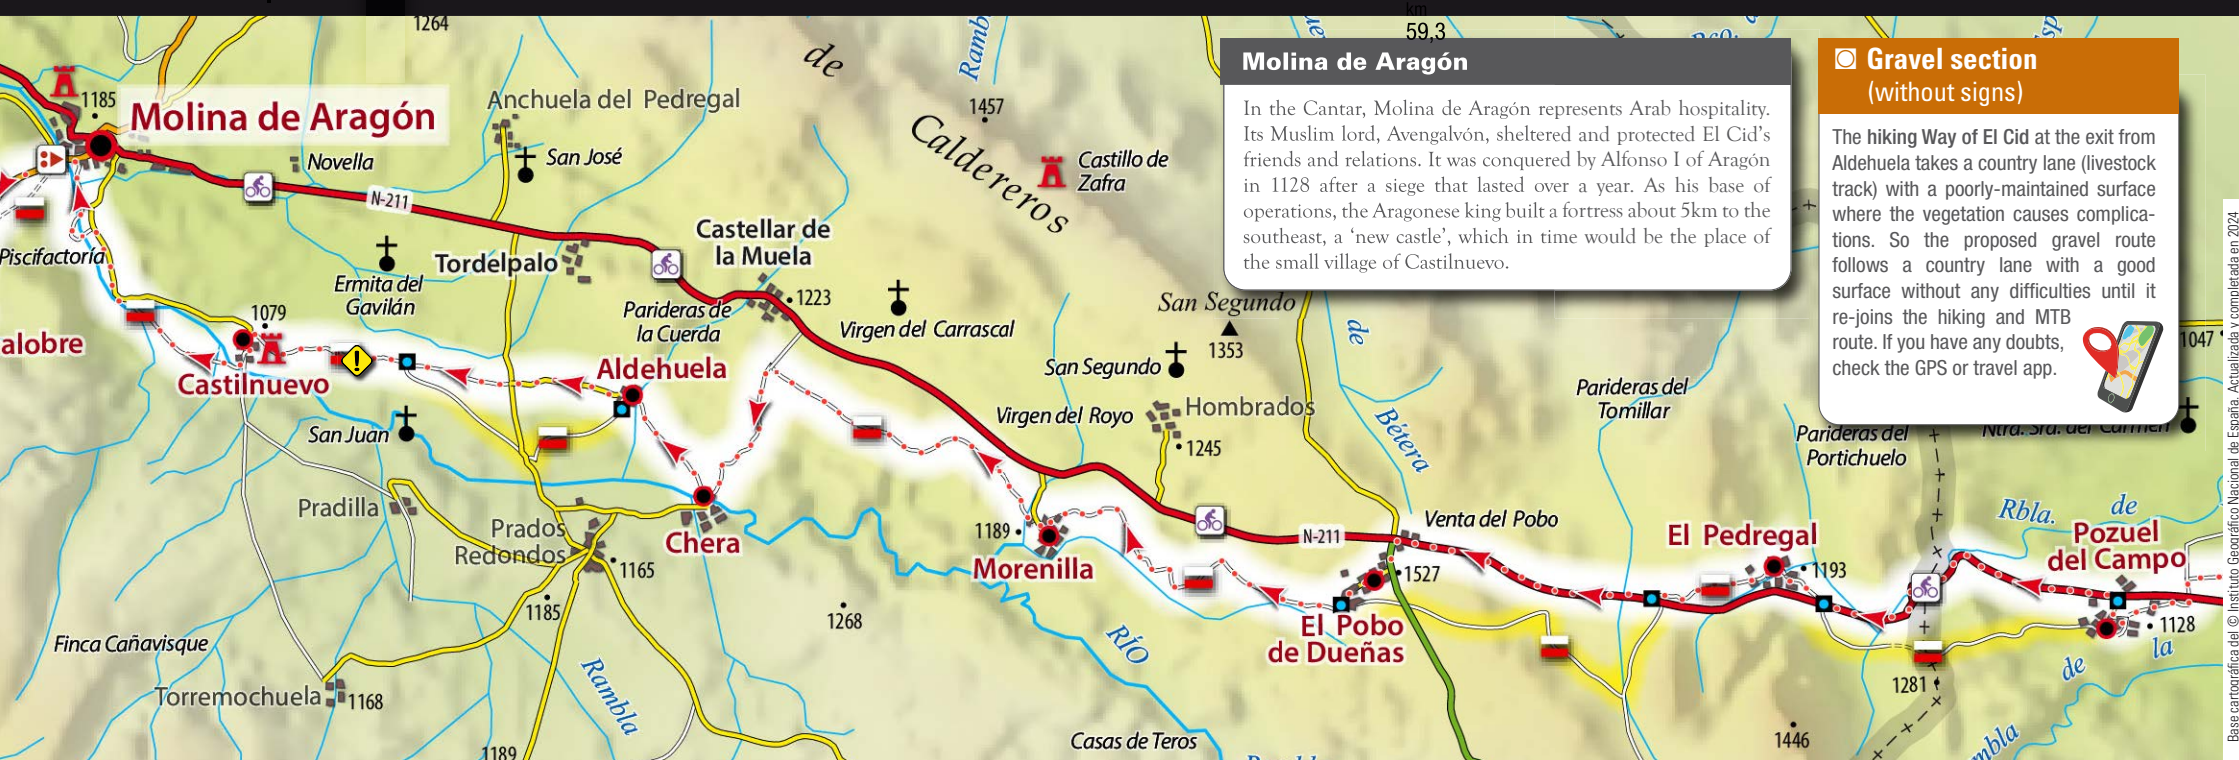 km
59,3
1264
de
Ramb
Caldereros
1457
Castillo de
Zafra
1185
Molina de Aragón
Anchuela del Pedregal
San José
Novella
N-211
Piscifactoría
Ermita del
Gavilán
Tordelpalo
Castellar de
la Muela
1223
Parideras de
la Cuerda
Virgen del Carrascal
1079
alobre
Castilnuevo
Aldehuela
San Juan
Pradilla
Prados
Redondos
1165
1185
Chera
Finca Cañavisque
Torremochuela
1168
Rambla
1189
1268
San Segundo
1353
San Segundo
Virgen del Royo
Hombrados
1245
de
Bétera
1189
Morenilla
RÍO
Casas de Teros
N-211
Venta del Pobo
1527
El Pobo
de Dueñas
Parideras del
Tomillar
Parideras del
Portichuelo
Ntra. Sra. del Carmen
1047
El Pedregal
1193
Rbla.
de
Pozuel
del Campo
1128
la
de
1281
1446
mbla
Molina de Aragón
In the Cantar, Molina de Aragón represents Arab hospitality.
Its Muslim lord, Avengalvón, sheltered and protected El Cid’s
friends and relations. It was conquered by Alfonso I of Aragón
in 1128 after a siege that lasted over a year. As his base of
operations, the Aragonese king built a fortress about 5km to the
southeast, a ‘new castle’, which in time would be the place of
the small village of Castilnuevo.
Gravel section
(without signs)
The hiking Way of El Cid at the exit from
Aldehuela takes a country lane (livestock
track) with a poorly-maintained surface
where the vegetation causes complica-
tions. So the proposed gravel route
follows a country lane with a good
surface without any difficulties until it
re-joins the hiking and MTB
route. If you have any doubts,
check the GPS or travel app.
Base cartográfica del © Instituto Geográfico Nacional de España. Actualizada y completada en 2024